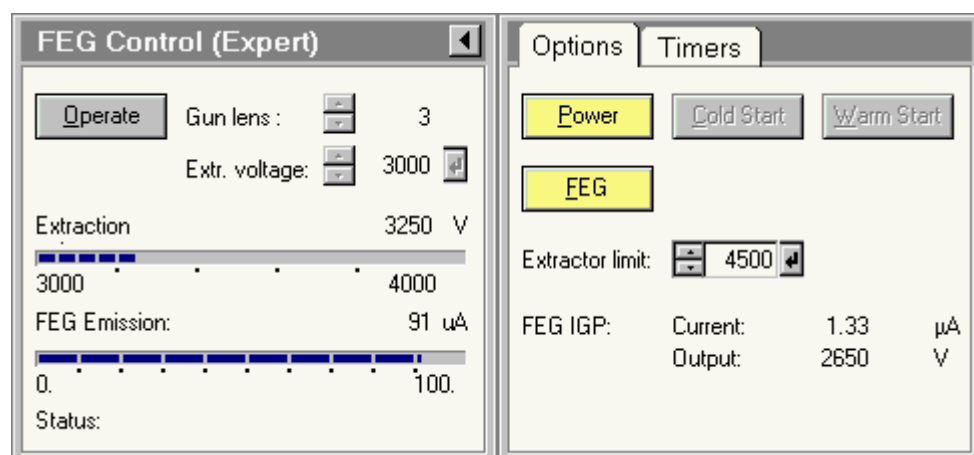 FEG Control (Expert)
Operate Gun lens : 3
Extr. voltage: 3000
Extraction 3250 V
3000 4000
FEG Emission: 91 uA
0. 100.
Status:
Options Timers
Power Cold Start Warm Start
FEG
Extractor limit: 4500
FEG IGP: Current: 1.33 µA
Output: 2650 V